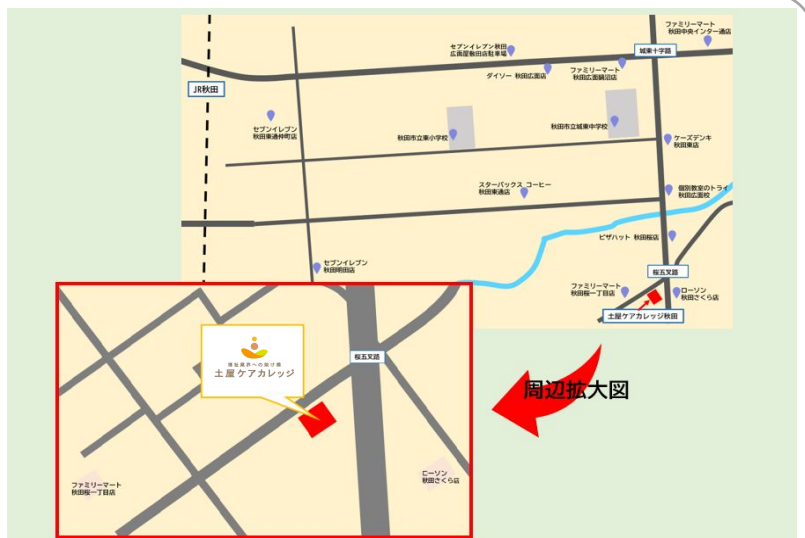 ファミリーマート
秋田中央インター通店
セブンイレブン秋田
広面屋敷田店駐車場
城東十字路
ダイソー 秋田広面店
ファミリーマート
秋田広面鍋沼店
JR秋田
セブンイレブン
秋田東通仲町店
秋田市立東小学校
秋田市立城東中学校
ケーズデンキ
秋田東店
スターバックス コーヒー
秋田東通店
個別教室のトライ
秋田広面校
ピザハット 秋田桜店
セブンイレブン
秋田明田店
桜五叉路
ファミリーマート
秋田桜一丁目店
ローソン
秋田さくら店
土屋ケアカレッジ秋田
福祉業界への架け橋
土屋ケアカレッジ
桜五叉路
周辺拡大図
ファミリーマート
秋田桜一丁目店
ローソン
秋田さくら店